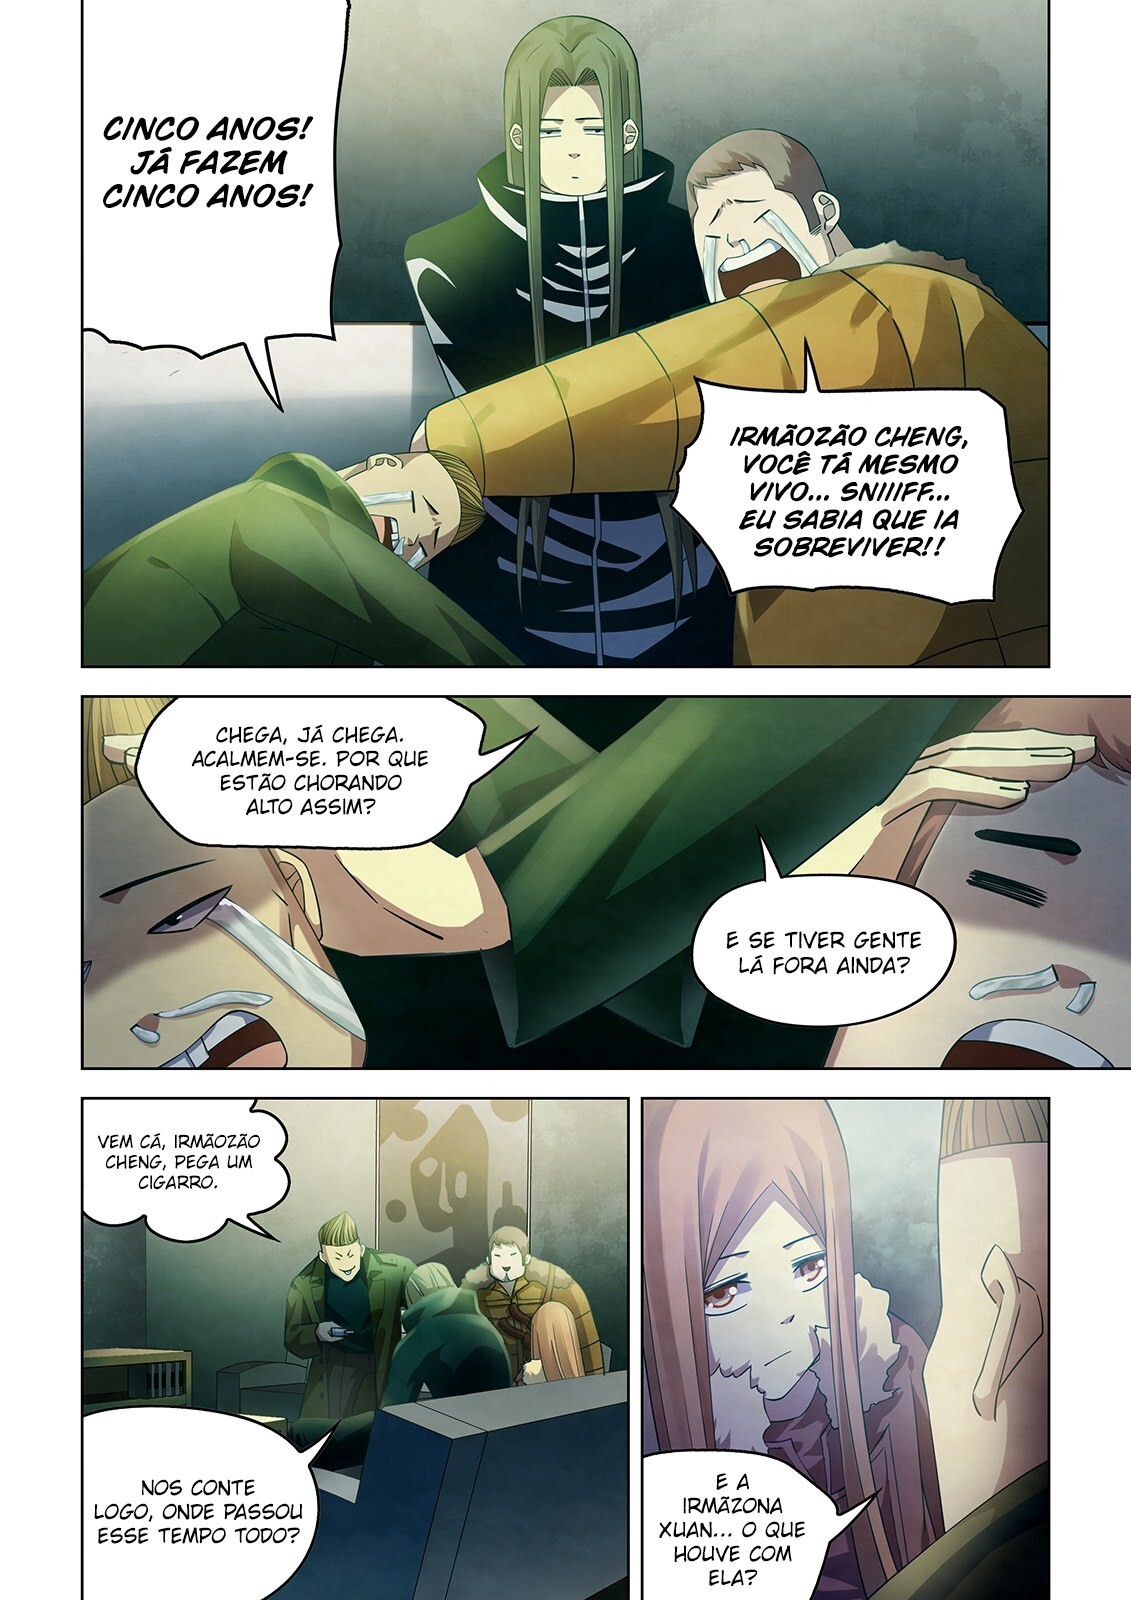 CINCO ANOS!
JÁ FAZEM
CINCO ANOS!
IRMÃOZÃO CHENG,
VOCÊ TÁ MESMO
VIVO... SNIIIFF...
EU SABIA QUE IA
SOBREVIVER!!
CHEGA, JÁ CHEGA.
ACALMEM-SE. POR QUE
ESTÃO CHORANDO
ALTO ASSIM?
E SE TIVER GENTE
LÁ FORA AINDA?
VEM CÁ, IRMÃOZÃO
CHENG, PEGA UM
CIGARRO.
NOS CONTE
LOGO, ONDE PASSOU
ESSE TEMPO TODO?
E A
IRMÃZONA
XUAN... O QUE
HOUVE COM
ELA?